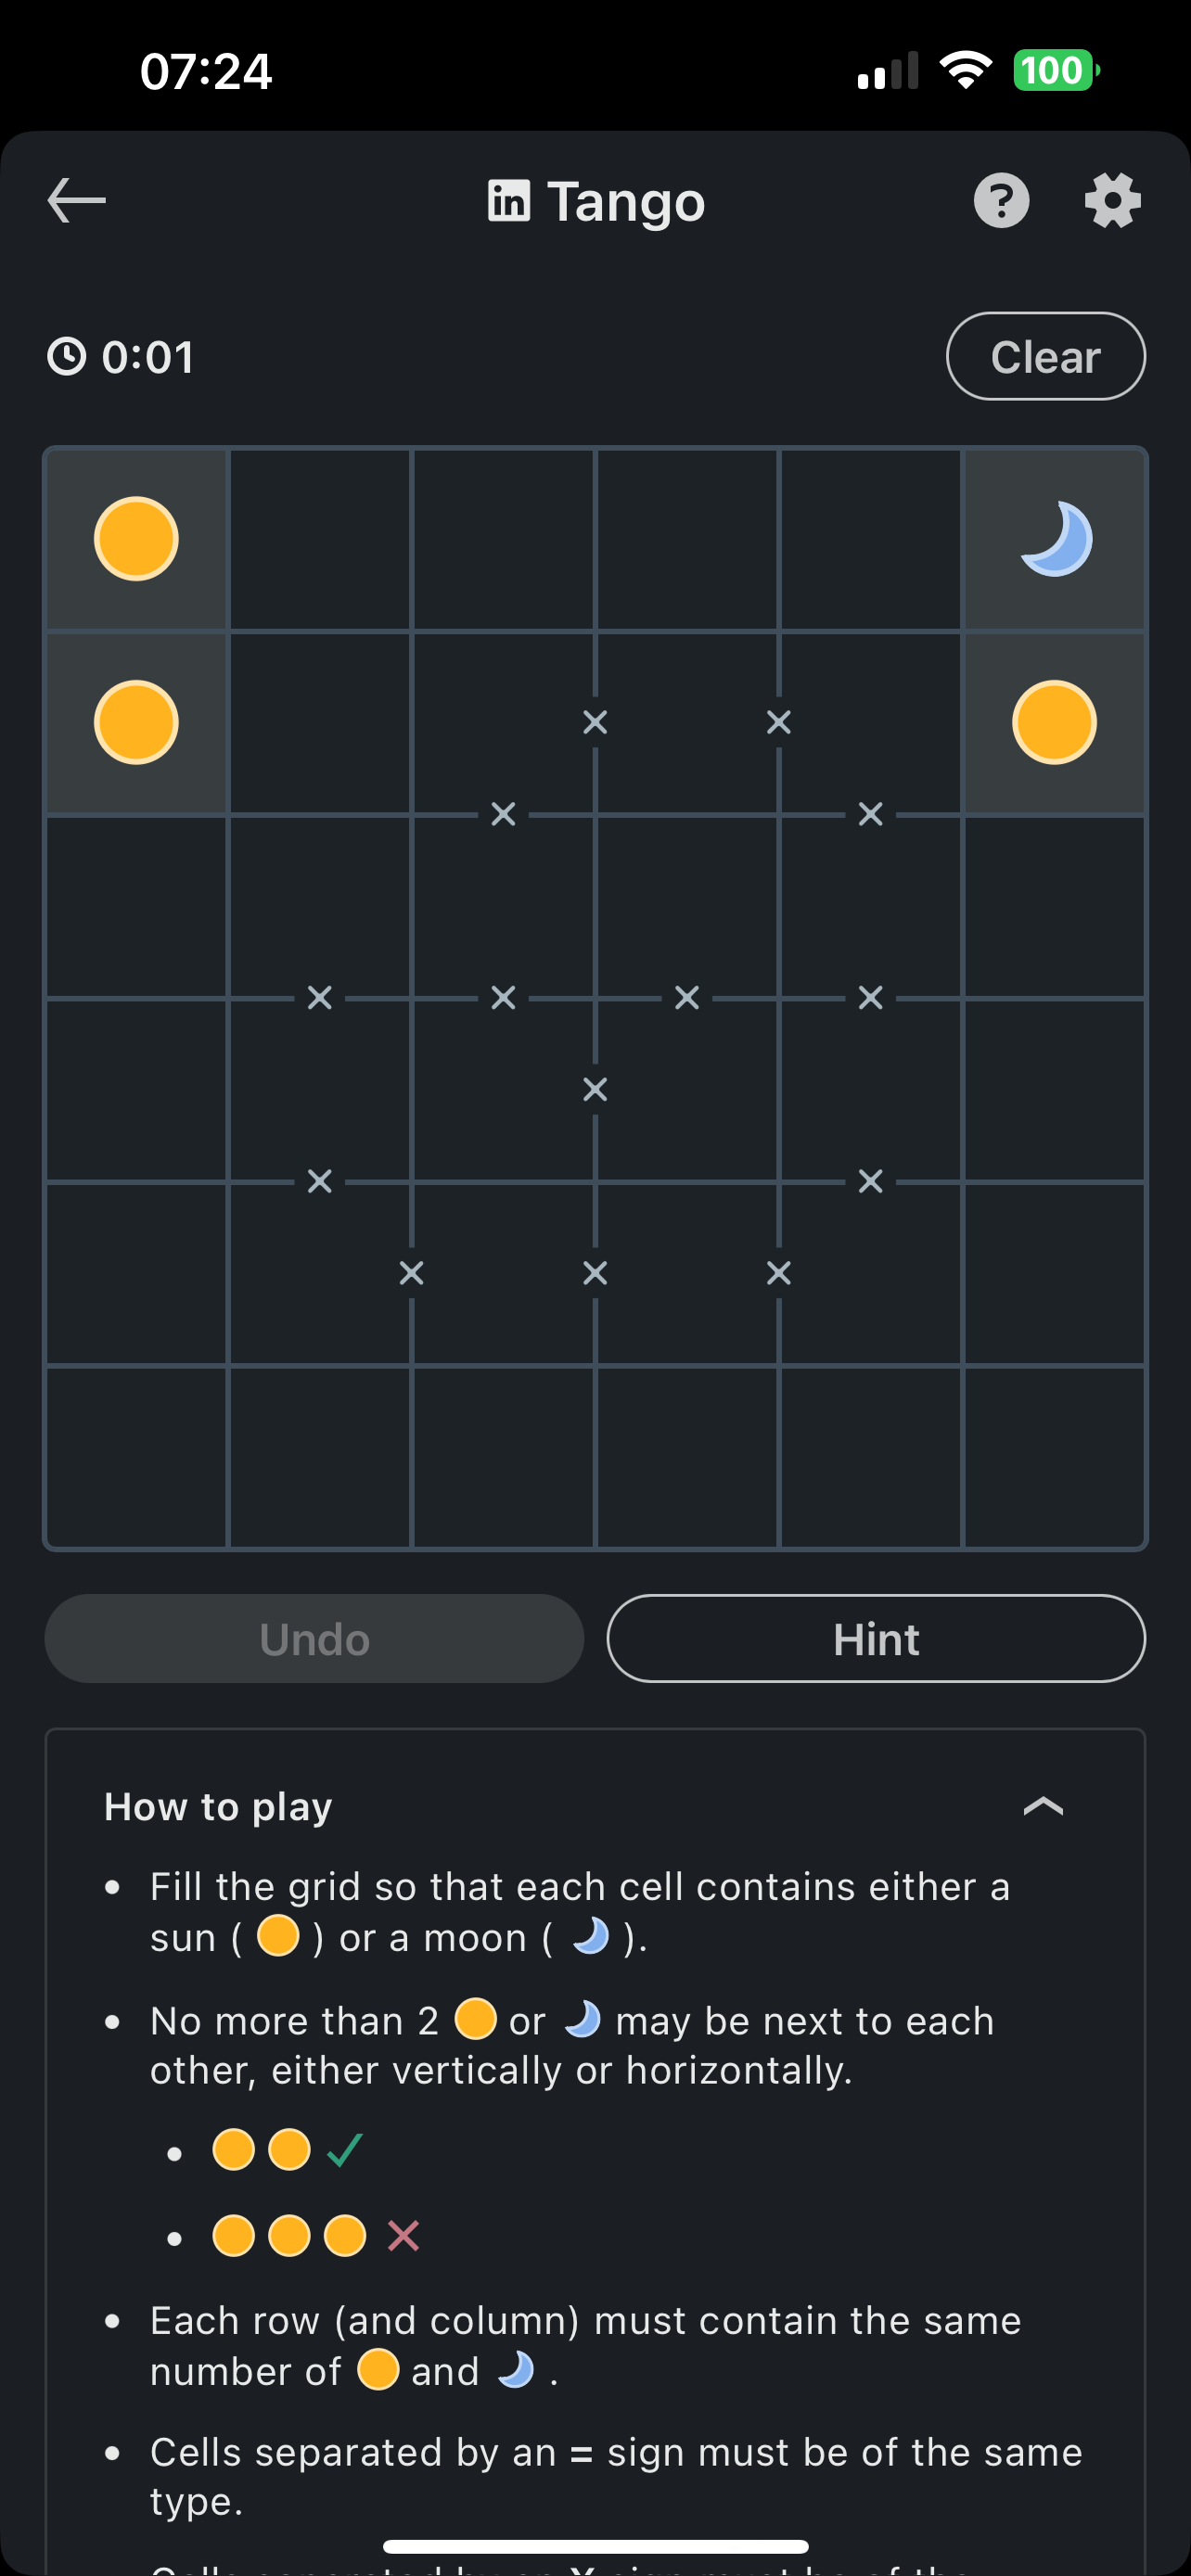 07:24
100
in Tango
?
0:01
Clear
Undo
Hint
How to play
• Fill the grid so that each cell contains either a
sun ( ) or a moon ( ).
• No more than 2 or may be next to each
other, either vertically or horizontally.
• Each row (and column) must contain the same
number of and .
• Cells separated by an = sign must be of the same
type.